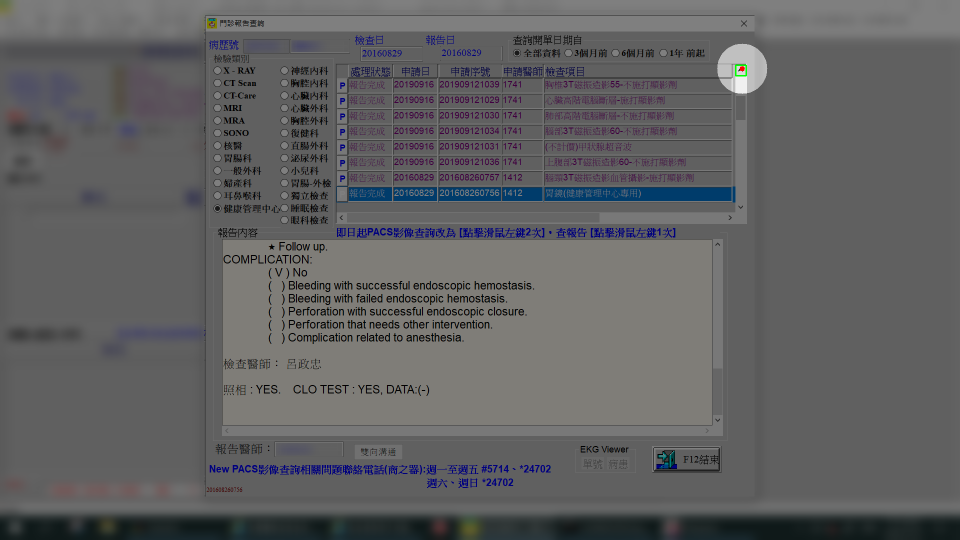 門診報告查詢
病歷號
檢查日 報告日
20160829 20160829
查詢開單日期自
全部資料 3個月前 6個月前 1年 前起
檢驗類別
X - RAY 神經內科
CT Scan 胸腔內科
CT-Care 心臟內科
MRI 心臟外科
MRA 胸腔外科
SONO 復健科
核醫 直腸外科
胃腸科 泌尿外科
一般外科 小兒科
婦產科 胃腸-外檢
耳鼻喉科 獨立檢查
健康管理中心 睡眠檢查
眼科檢查
處理狀態 申請日 申請序號 申請醫師 檢查項目
P 報告完成 20190916 201909121039 1741 胸椎3T磁振造影55-不施打顯影劑
P 報告完成 20190916 201909121029 1741 心臟高階電腦斷層-施打顯影劑
P 報告完成 20190916 201909121030 1741 肺部高階電腦斷層-不施打顯影劑
P 報告完成 20190916 201909121034 1741 腦部3T磁振造影60-不施打顯影劑
P 報告完成 20190916 201909121031 1741 (不計價)甲狀腺超音波
P 報告完成 20190916 201909121036 1741 上腹部3T磁振造影60-不施打顯影劑
P 報告完成 20160829 201608260756 1412 腦部3T磁振造影血管攝影-施打顯影劑
報告完成 20160829 201608260757 1412 胃鏡(健康管理中心專用)
報告內容
即日起PACS影像查詢改為 [點擊滑鼠左鍵2次]，查報告 [點擊滑鼠左鍵1次]
★ Follow up.
COMPLICATION:
( V ) No
( ) Bleeding with successful endoscopic hemostasis.
( ) Bleeding with failed endoscopic hemostasis.
( ) Perforation with successful endoscopic closure.
( ) Perforation that needs other intervention.
( ) Complication related to anesthesia.
檢查醫師： 呂政忠
照相 : YES. CLO TEST : YES, DATA:(-)
報告醫師：
雙向溝通
EKG Viewer
單號 病患
F12結束
New PACS影像查詢相關問題聯絡電話(商之器):週一至週五 #5714、*24702
週六、週日 *24702
201608260756